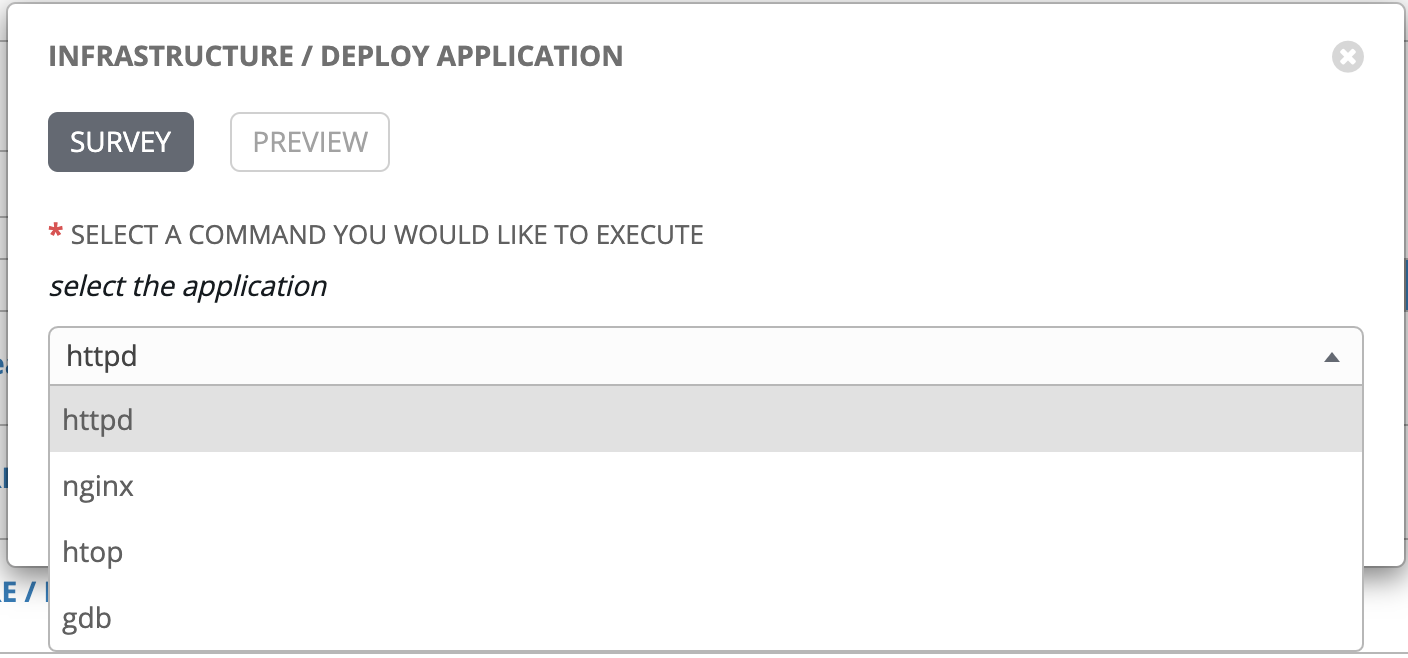 INFRASTRUCTURE / DEPLOY APPLICATION
SURVEY
PREVIEW
* SELECT A COMMAND YOU WOULD LIKE TO EXECUTE
select the application
httpd
httpd
nginx
htop
gdb
E /